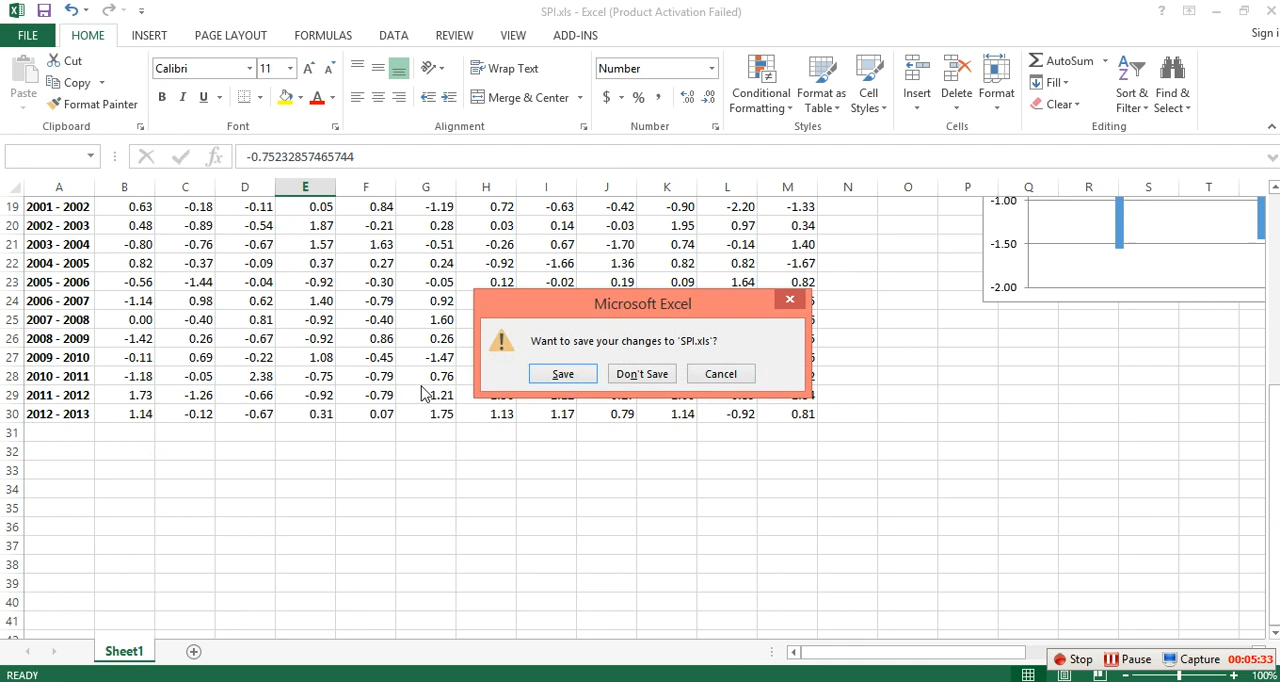 SPI.xls - Excel (Product Activation Failed)
FILE HOME INSERT PAGE LAYOUT FORMULAS DATA REVIEW VIEW ADD-INS Sign i
Paste
Cut
Copy
Format Painter
Clipboard
Calibri 11
B I U
Font
Wrap Text
Merge & Center
Alignment
Number
$ % ,
Number
Conditional Formatting
Format as Table
Cell Styles
Styles
Insert
Delete
Format
Cells
AutoSum
Fill
Clear
Sort & Filter
Find & Select
Editing
fx -0.75232857465744
A B C D E F G H I J K L M N O P Q R S T
19 2001 - 2002 0.63 -0.18 -0.11 0.05 0.84 -1.19 0.72 -0.63 -0.42 -0.90 -2.20 -1.33
20 2002 - 2003 0.48 -0.89 -0.54 1.87 -0.21 0.28 0.03 0.14 -0.03 1.95 0.97 0.34
21 2003 - 2004 -0.80 -0.76 -0.67 1.57 1.63 -0.51 -0.26 0.67 -1.70 0.74 -0.14 1.40
22 2004 - 2005 0.82 -0.37 -0.09 0.37 0.27 0.24 -0.92 -1.66 1.36 0.82 0.82 -1.67
23 2005 - 2006 -0.56 -1.44 -0.04 -0.92 -0.30 -0.05 0.12 -0.02 0.19 0.09 1.64 0.82
24 2006 - 2007 -1.14 0.98 0.62 1.40 -0.79 0.92
25 2007 - 2008 0.00 -0.40 0.81 -0.92 -0.40 1.60
26 2008 - 2009 -1.42 0.26 -0.67 -0.92 0.86 0.26
27 2009 - 2010 -0.11 0.69 -0.22 1.08 -0.45 -1.47
28 2010 - 2011 -1.18 -0.05 2.38 -0.75 -0.79 0.76
29 2011 - 2012 1.73 -1.26 -0.66 -0.92 -0.79 1.21
30 2012 - 2013 1.14 -0.12 -0.67 0.31 0.07 1.75 1.13 1.17 0.79 1.14 -0.92 0.81
31
32
33
34
35
36
37
38
39
40
41
-1.00
-1.50
-2.00
Microsoft Excel
Want to save your changes to 'SPI.xls'?
Save Don't Save Cancel
Sheet1
READY
Stop Pause Capture 00:05:33
100%